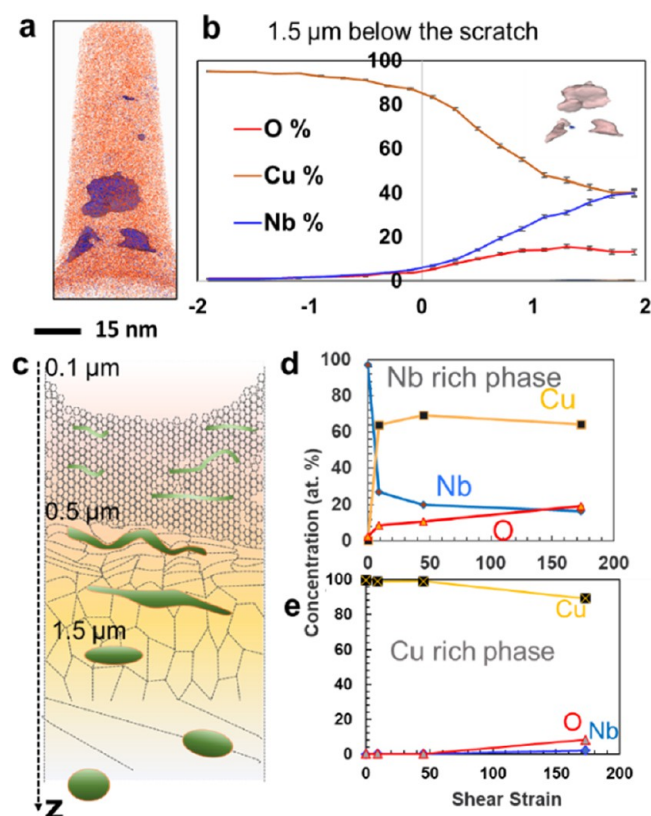 a
15 nm
b
1.5 µm below the scratch
100
80
60
40
20
0
O %
Cu %
Nb %
-2
-1
0
1
2
c
0.1 µm
0.5 µm
1.5 µm
z
d
Nb rich phase
Cu
Nb
O
100
80
60
40
20
0
0
50
100
150
200
Concentration (at. %)
e
Cu
Cu rich phase
O
Nb
100
80
60
40
20
0
0
50
100
150
200
Shear Strain